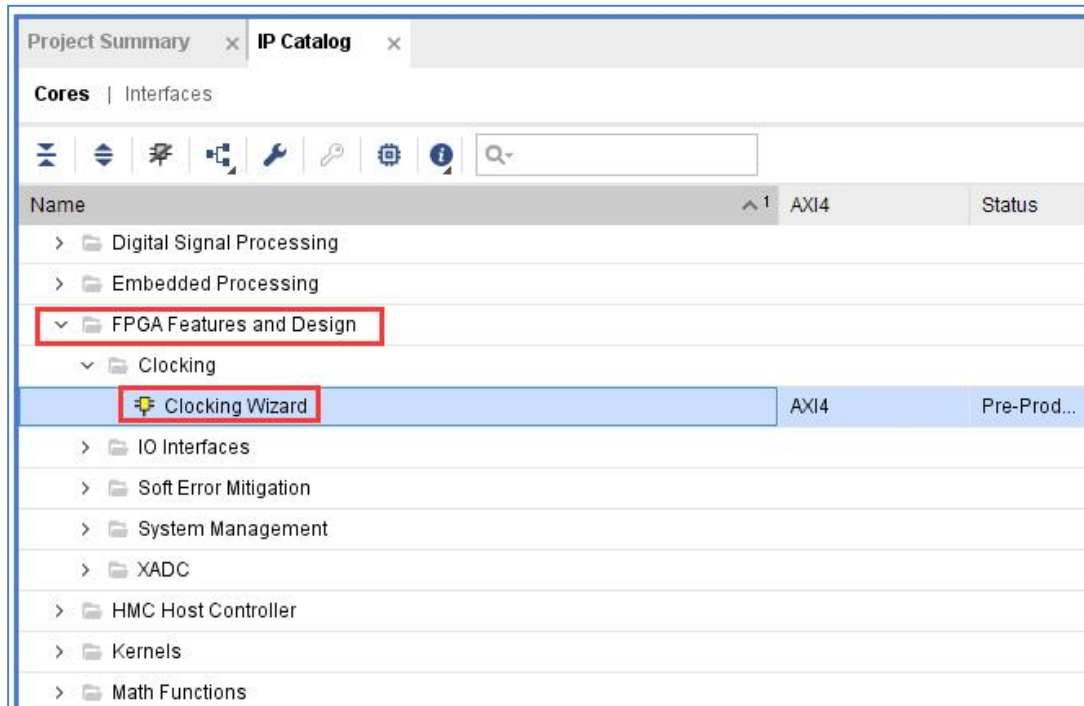 Project Summary × IP Catalog ×
Cores | Interfaces
Name 1 AXI4 Status
Digital Signal Processing
Embedded Processing
FPGA Features and Design
Clocking
Clocking Wizard AXI4 Pre-Prod...
IO Interfaces
Soft Error Mitigation
System Management
XADC
HMC Host Controller
Kernels
Math Functions